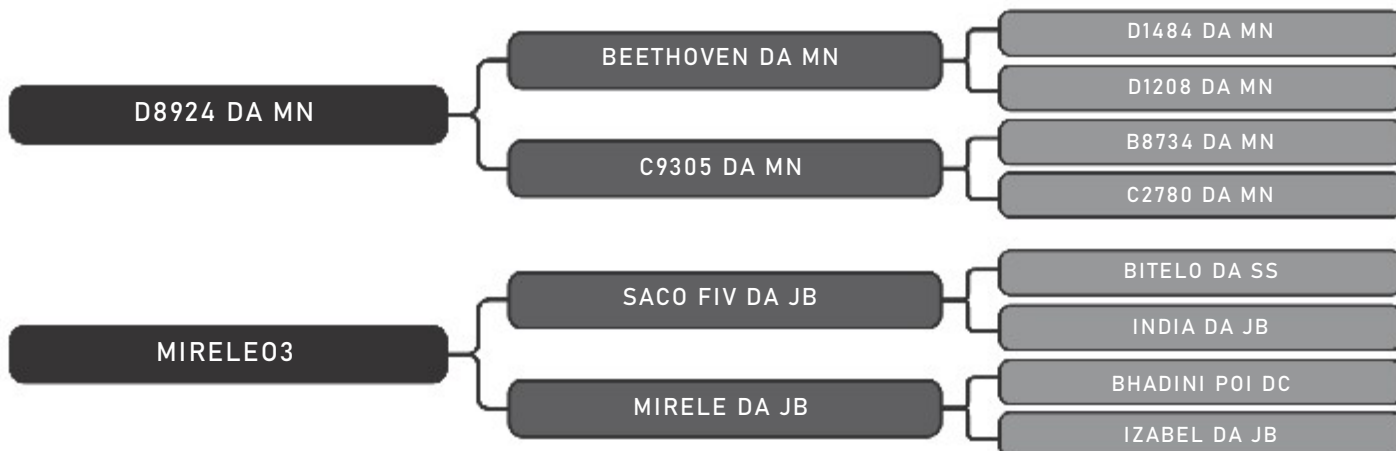 D8924 DA MN
BEETHOVEN DA MN
D1484 DA MN
D1208 DA MN
C9305 DA MN
B8734 DA MN
C2780 DA MN
MIRELE03
SACO FIV DA JB
BITELO DA SS
INDIA DA JB
MIRELE DA JB
BHADINI POI DC
IZABEL DA JB